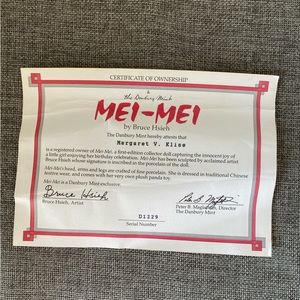 CERTIFICATE OF OWNERSHIP
the Danbury Mint
MEI-MEI
by Bruce Hsieh
The Danbury Mint hereby attests that
Margaret V. Klise
is a registered owner of Mei-Mei, a first-edition collector doll capturing the innocent joy of
a little girl enjoying her birthday celebration. Mei-Mei has been sculpted by acclaimed artist
Bruce Hsieh whose signature is inscribed in the porcelain of the doll.
Mei-Mei's head, arms and legs are crafted of fine porcelain. She is dressed in traditional Chinese
festive wear, and comes with her very own plush panda toy.
Mei-Mei is a Danbury Mint exclusive.
Bruce Hsieh
Bruce Hsieh, Artist
Peter B. Director
The Danbury Mint
D1229
Serial Number